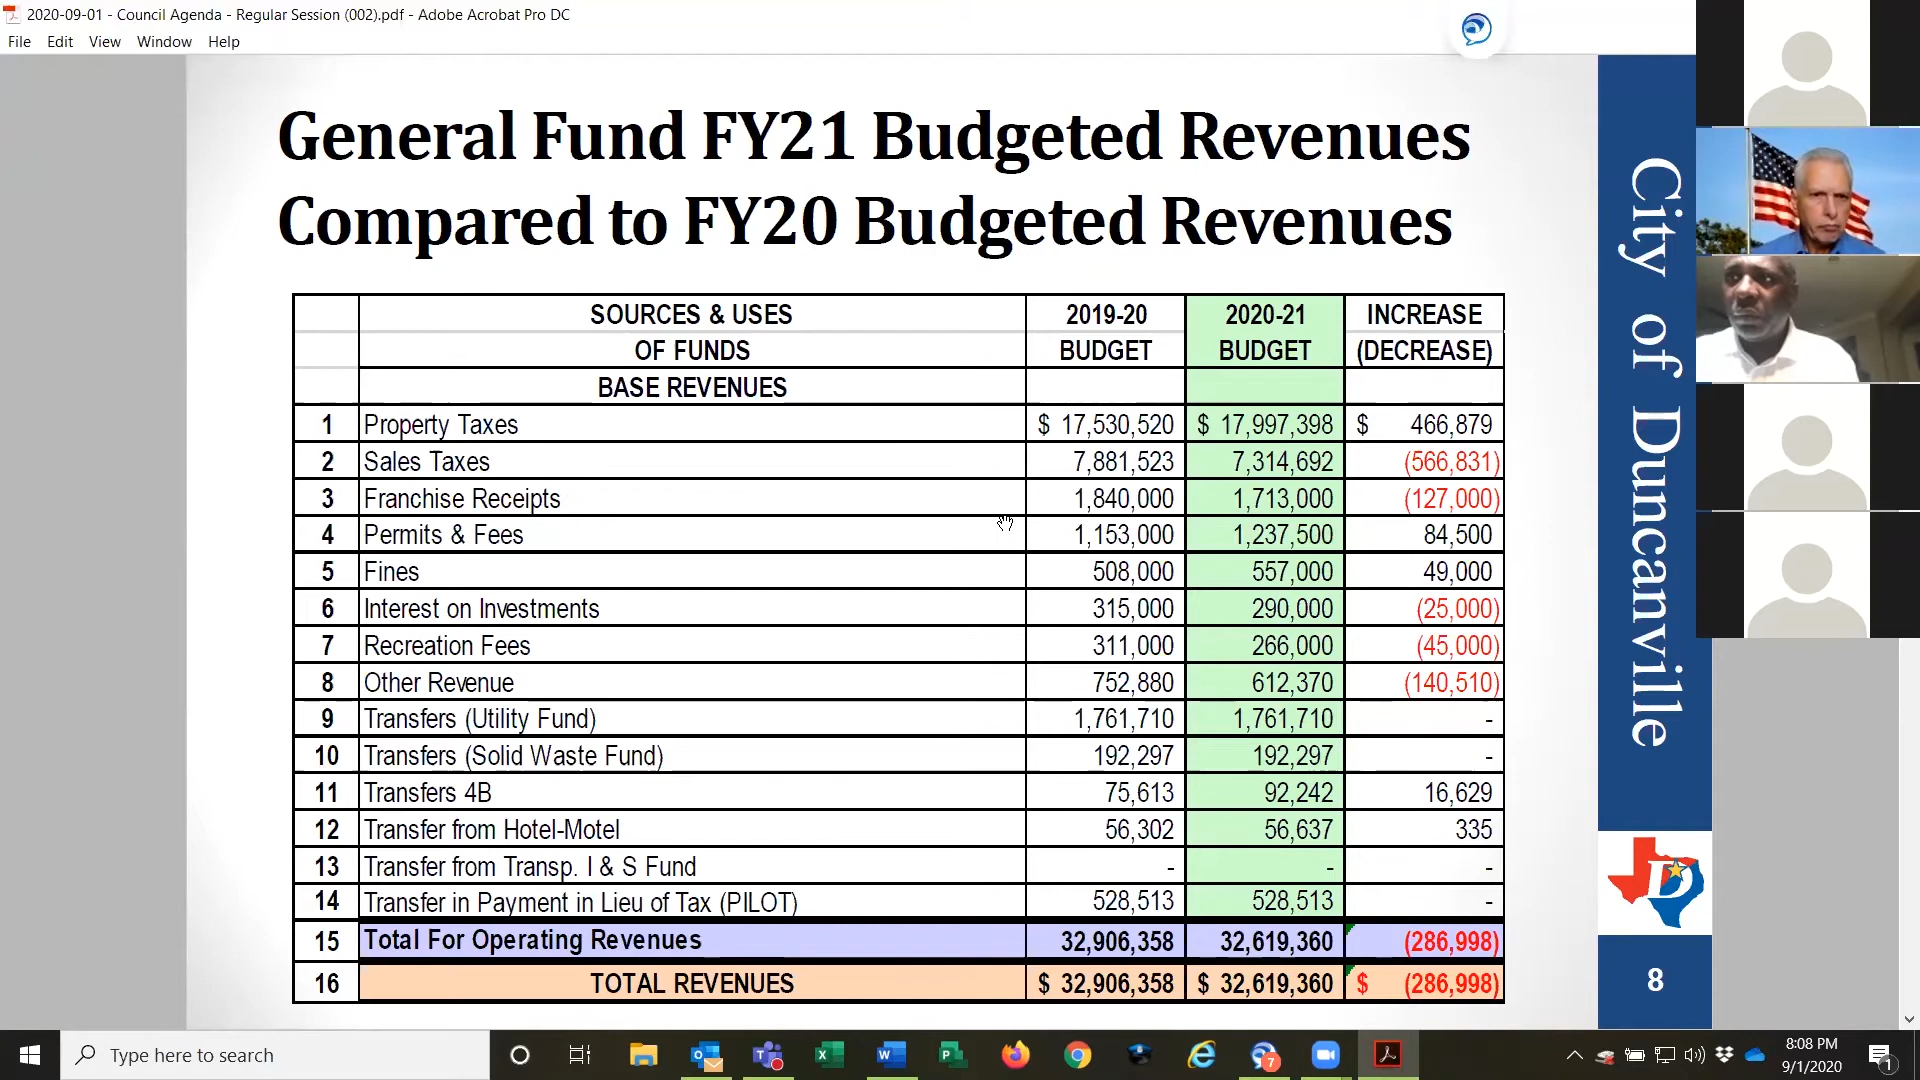 2020-09-01 - Council Agenda - Regular Session (002).pdf - Adobe Acrobat Pro DC
File Edit View Window Help
General Fund FY21 Budgeted Revenues
Compared to FY20 Budgeted Revenues
SOURCES & USES 2019-20 2020-21 INCREASE
OF FUNDS BUDGET BUDGET (DECREASE)
BASE REVENUES
1 Property Taxes $ 17,530,520 $ 17,997,398 $ 466,879
2 Sales Taxes 7,881,523 7,314,692 (566,831)
3 Franchise Receipts 1,840,000 1,713,000 (127,000)
4 Permits & Fees 1,153,000 1,237,500 84,500
5 Fines 508,000 557,000 49,000
6 Interest on Investments 315,000 290,000 (25,000)
7 Recreation Fees 311,000 266,000 (45,000)
8 Other Revenue 752,880 612,370 (140,510)
9 Transfers (Utility Fund) 1,761,710 1,761,710 -
10 Transfers (Solid Waste Fund) 192,297 192,297 -
11 Transfers 4B 75,613 92,242 16,629
12 Transfer from Hotel-Motel 56,302 56,637 335
13 Transfer from Transp. I & S Fund - - -
14 Transfer in Payment in Lieu of Tax (PILOT) 528,513 528,513 -
15 Total For Operating Revenues 32,906,358 32,619,360 (286,998)
16 TOTAL REVENUES $ 32,906,358 $ 32,619,360 $ (286,998)
City of Duncanville
D
8
Type here to search
7
8:08 PM
9/1/2020
1